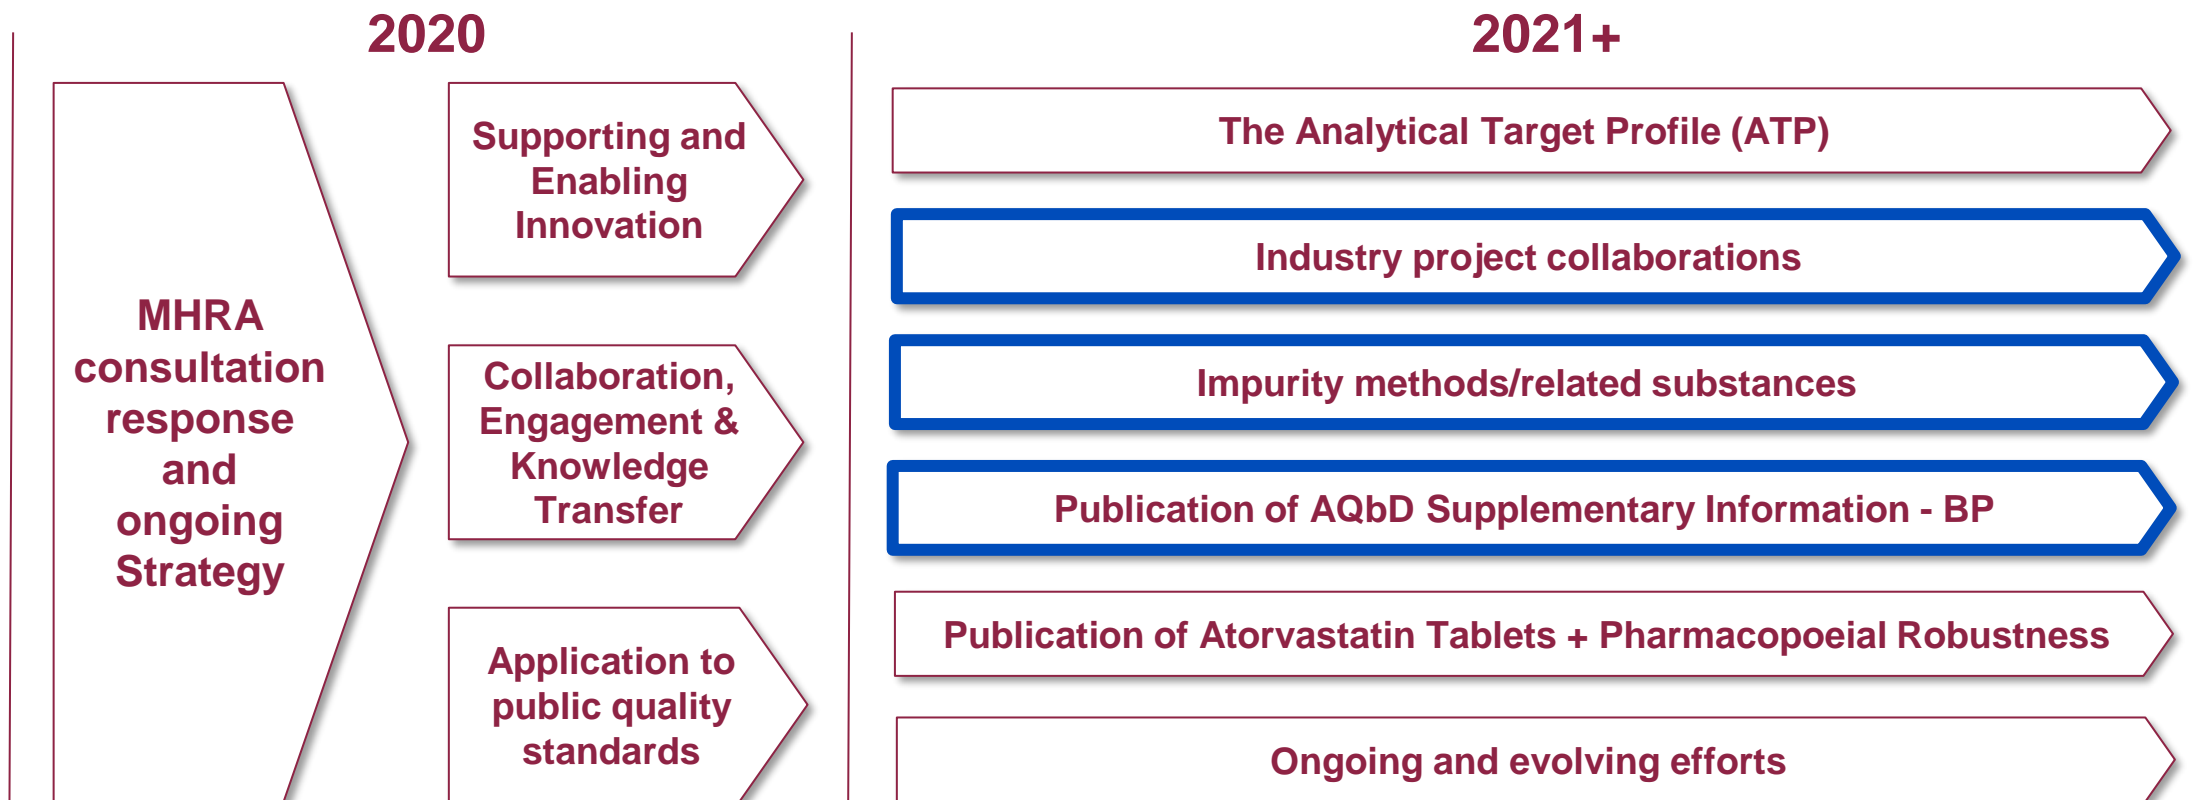 2020
2021+
MHRA
consultation
response
and
ongoing
Strategy
Supporting and
Enabling
Innovation
Collaboration,
Engagement &
Knowledge
Transfer
Application to
public quality
standards
The Analytical Target Profile (ATP)
Industry project collaborations
Impurity methods/related substances
Publication of AQbD Supplementary Information - BP
Publication of Atorvastatin Tablets + Pharmacopoeial Robustness
Ongoing and evolving efforts